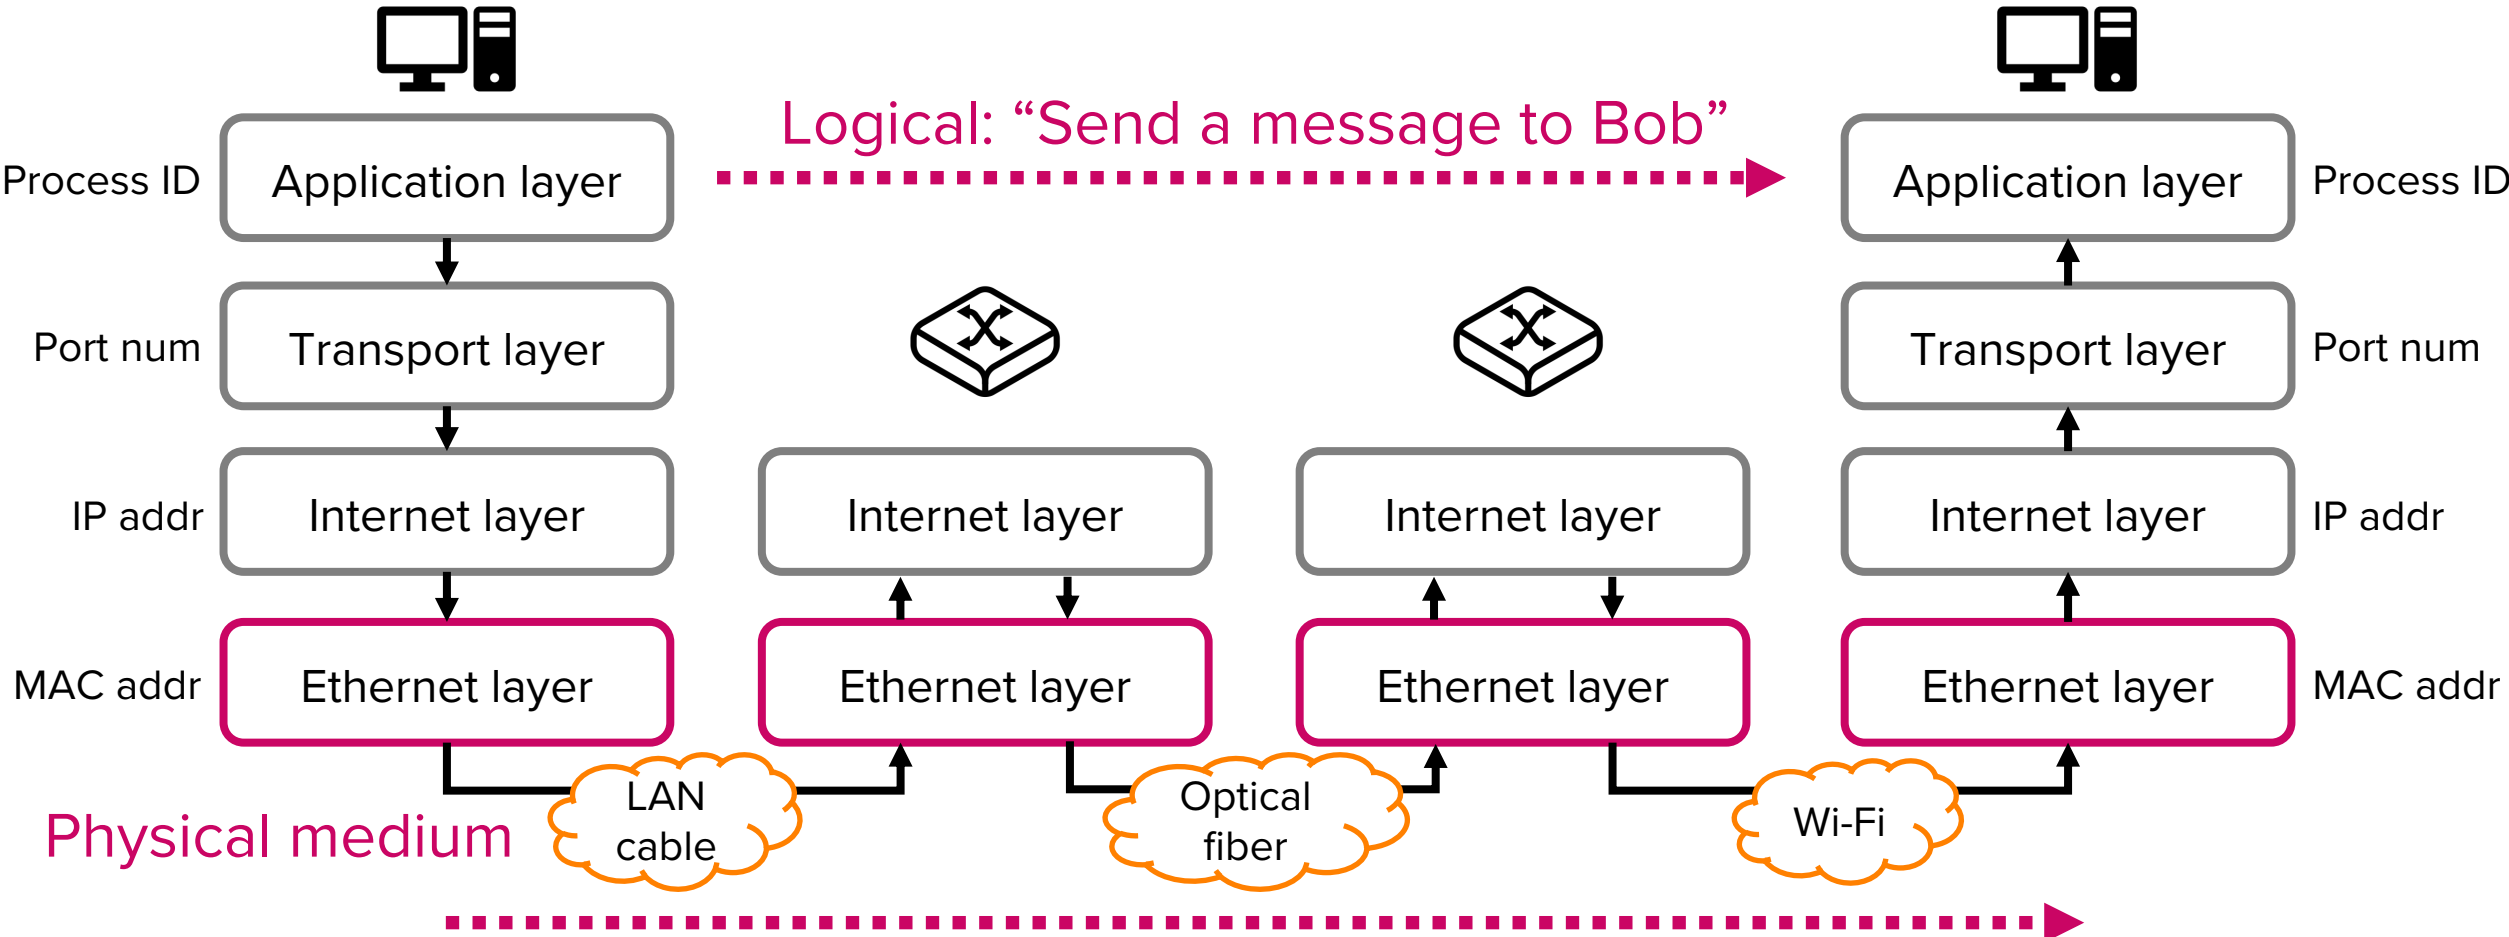 Logical: “Send a message to Bob”
Process ID
Application layer
Application layer
Process ID
Port num
Transport layer
Transport layer
Port num
IP addr
Internet layer
Internet layer
Internet layer
Internet layer
IP addr
MAC addr
Ethernet layer
Ethernet layer
Ethernet layer
Ethernet layer
MAC addr
Physical medium
LAN
cable
Optical
fiber
Wi-Fi